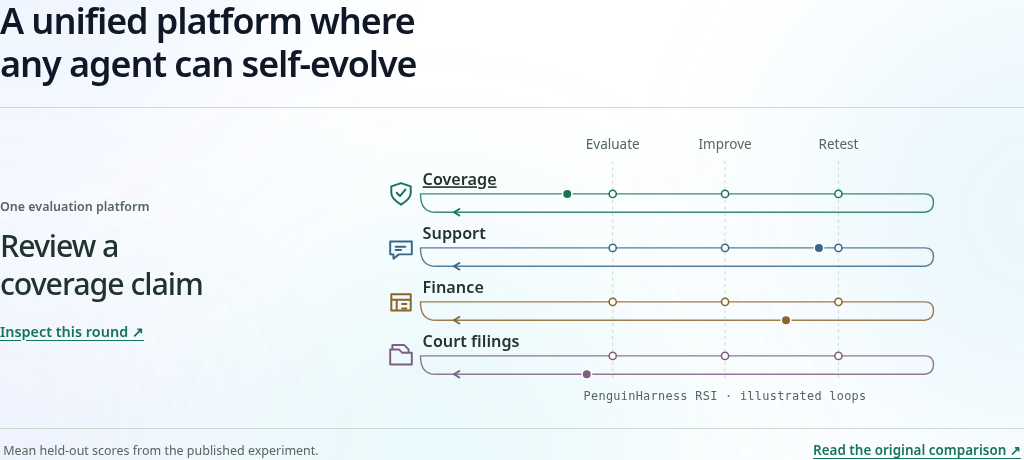 A unified platform where
any agent can self-evolve
Evaluate Improve Retest
Coverage
One evaluation platform
Support
Review a
coverage claim
Finance
Inspect this round ↗
Court filings
PenguinHarness RSI · illustrated loops
Mean held-out scores from the published experiment.
Read the original comparison ↗